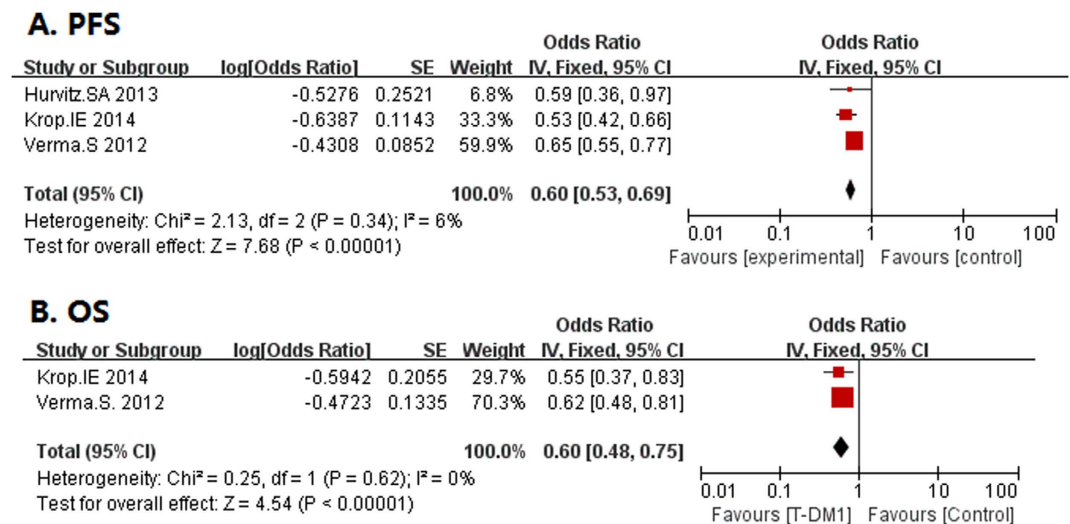 A. PFS
Odds Ratio Odds Ratio
Study or Subgroup log[Odds Ratio] SE Weight IV, Fixed, 95% CI IV, Fixed, 95% CI
Hurvitz.SA 2013 -0.5276 0.2521 6.8% 0.59 [0.36, 0.97]
Krop.IE 2014 -0.6387 0.1143 33.3% 0.53 [0.42, 0.66]
Verma.S 2012 -0.4308 0.0852 59.9% 0.65 [0.55, 0.77]
Total (95% CI) 100.0% 0.60 [0.53, 0.69]
Heterogeneity: Chi² = 2.13, df = 2 (P = 0.34); I² = 6%
Test for overall effect: Z = 7.68 (P < 0.00001)
0.01 0.1 1 10 100
Favours [experimental] Favours [control]
B. OS
Odds Ratio Odds Ratio
Study or Subgroup log[Odds Ratio] SE Weight IV, Fixed, 95% CI IV, Fixed, 95% CI
Krop.IE 2014 -0.5942 0.2055 29.7% 0.55 [0.37, 0.83]
Verma.S. 2012 -0.4723 0.1335 70.3% 0.62 [0.48, 0.81]
Total (95% CI) 100.0% 0.60 [0.48, 0.75]
Heterogeneity: Chi² = 0.25, df = 1 (P = 0.62); I² = 0%
Test for overall effect: Z = 4.54 (P < 0.00001)
0.01 0.1 1 10 100
Favours [T-DM1] Favours [Control]